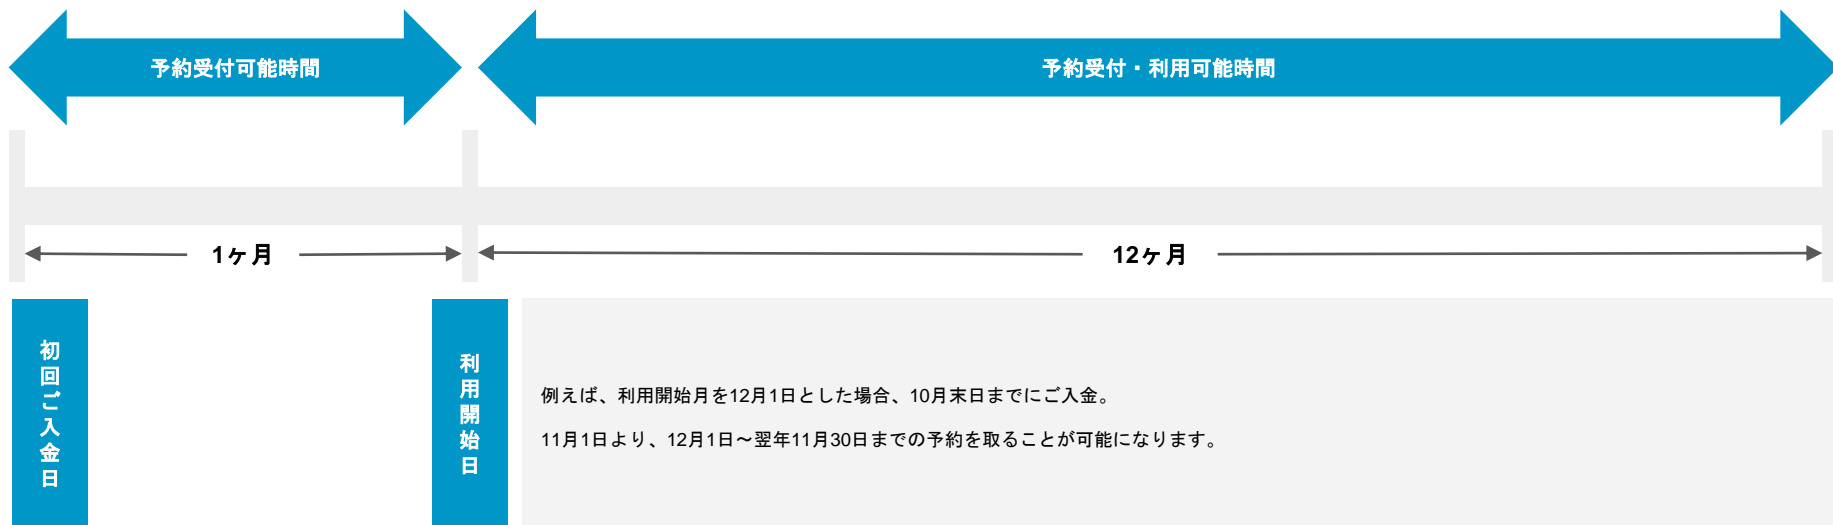 予約受付可能時間
予約受付・利用可能時間
1ヶ月
12ヶ月
初回ご入金日
利用開始日
例えば、利用開始月を12月1日とした場合、10月末日までにご入金。
11月1日より、12月1日～翌年11月30日までの予約を取ることが可能になります。